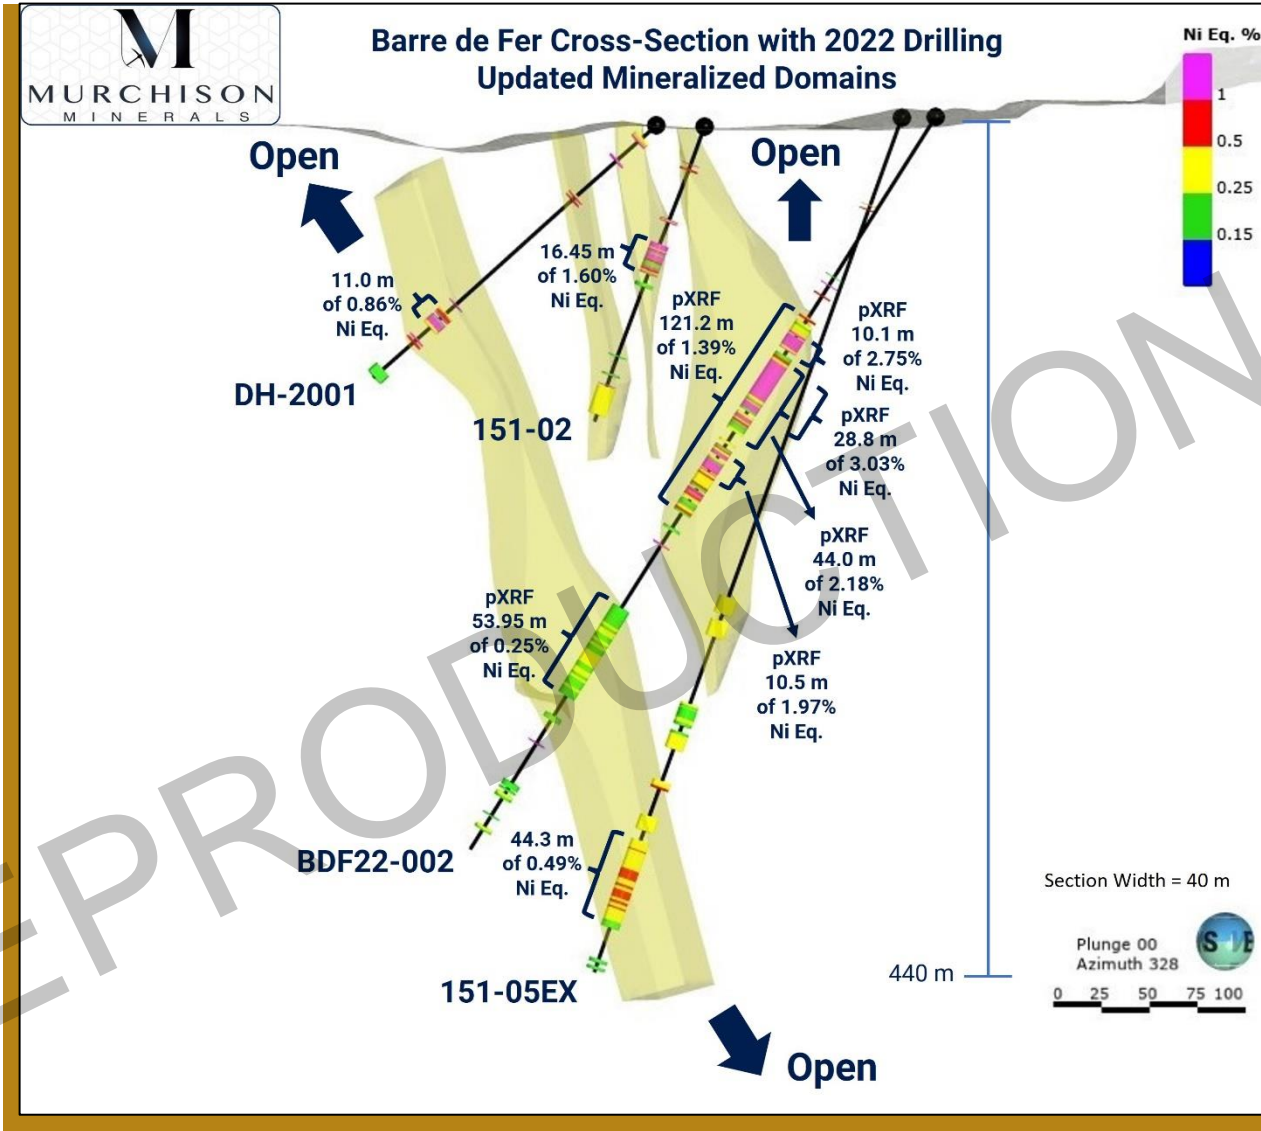 MURCHISON
MINERALS
Barre de Fer Cross-Section with 2022 Drilling
Updated Mineralized Domains
Ni Eq. %
1
0.5
0.25
0.15
Open
Open
11.0 m
of 0.86%
Ni Eq.
DH-2001
16.45 m
of 1.60%
Ni Eq.
151-02
pXRF
121.2 m
of 1.39%
Ni Eq.
pXRF
10.1 m
of 2.75%
Ni Eq.
pXRF
28.8 m
of 3.03%
Ni Eq.
pXRF
44.0 m
of 2.18%
Ni Eq.
pXRF
10.5 m
of 1.97%
Ni Eq.
pXRF
53.95 m
of 0.25%
Ni Eq.
BDF22-002
44.3 m
of 0.49%
Ni Eq.
151-05EX
440 m
Open
Section Width = 40 m
Plunge 00
Azimuth 328
S E
0 25 50 75 100
EPRODUCTION